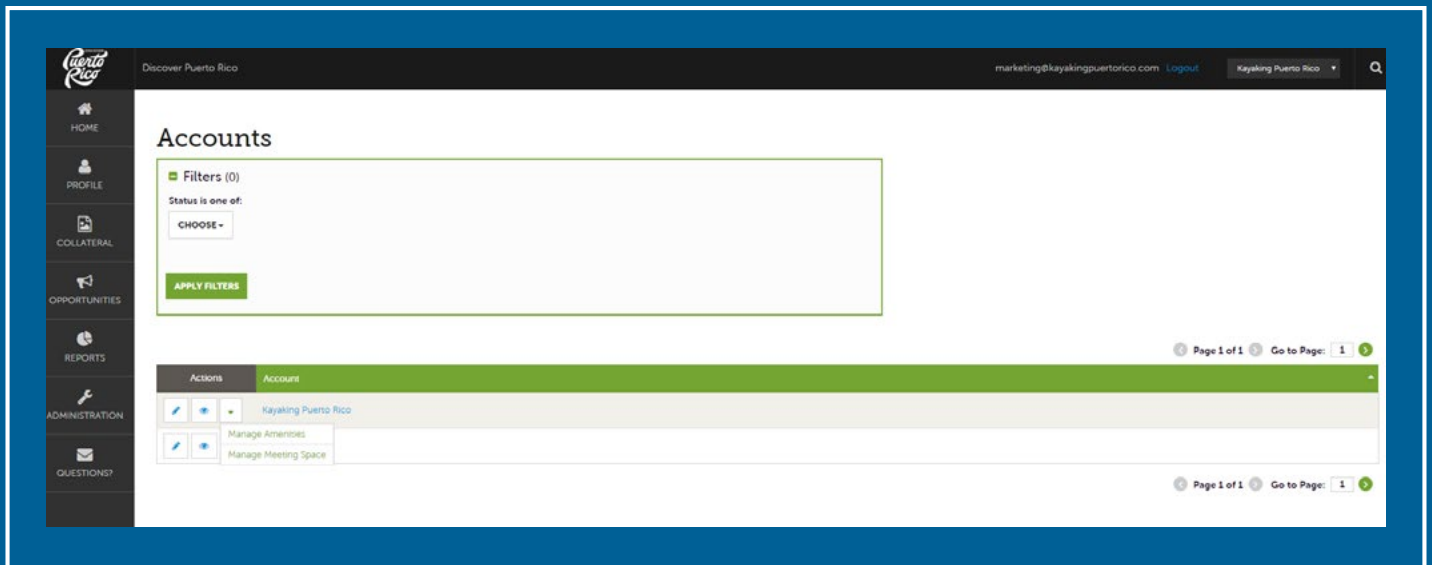 Puerto
Rico
Discover Puerto Rico
marketing@kayakingpuertorico.com Logout
Kayaking Puerto Rico
HOME
PROFILE
COLLATERAL
OPPORTUNITIES
REPORTS
ADMINISTRATION
QUESTIONS?
Accounts
Filters (0)
Status is one of:
CHOOSE
APPLY FILTERS
Page 1 of 1 Go to Page: 1
Actions Account
Kayaking Puerto Rico
Manage Amenities
Manage Meeting Space
Page 1 of 1 Go to Page: 1